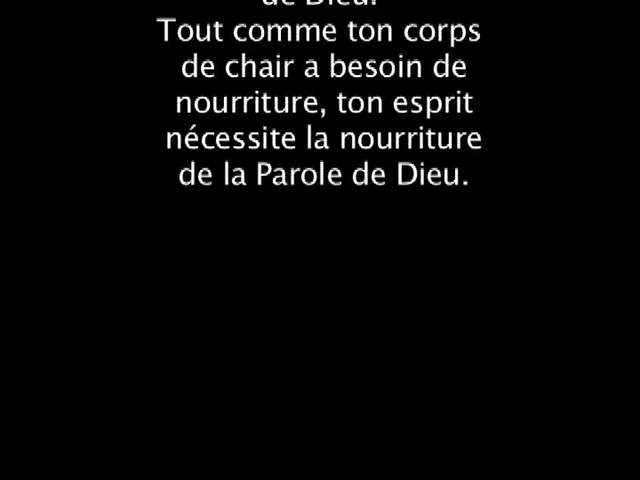 de Dieu.
Tout comme ton corps
de chair a besoin de
nourriture, ton esprit
nécessite la nourriture
de la Parole de Dieu.